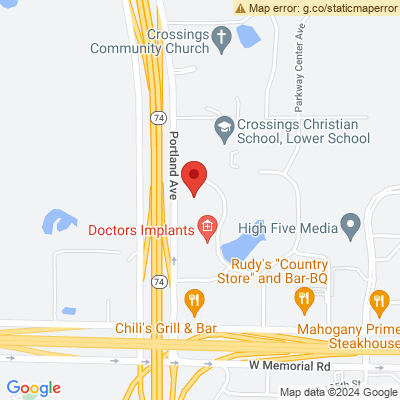 Map error: g.co/staticmaperror
Crossings
Community Church
Parkway Center Ave
74
Crossings Christian
School, Lower School
Portland Ave
Doctors Implants
High Five Media
Rudy's "Country
Store" and Bar-BQ
74
Chili's Grill & Bar
Mahogany Prime
Steakhouse
W Memorial Rd
Google
Map data ©2024 Google